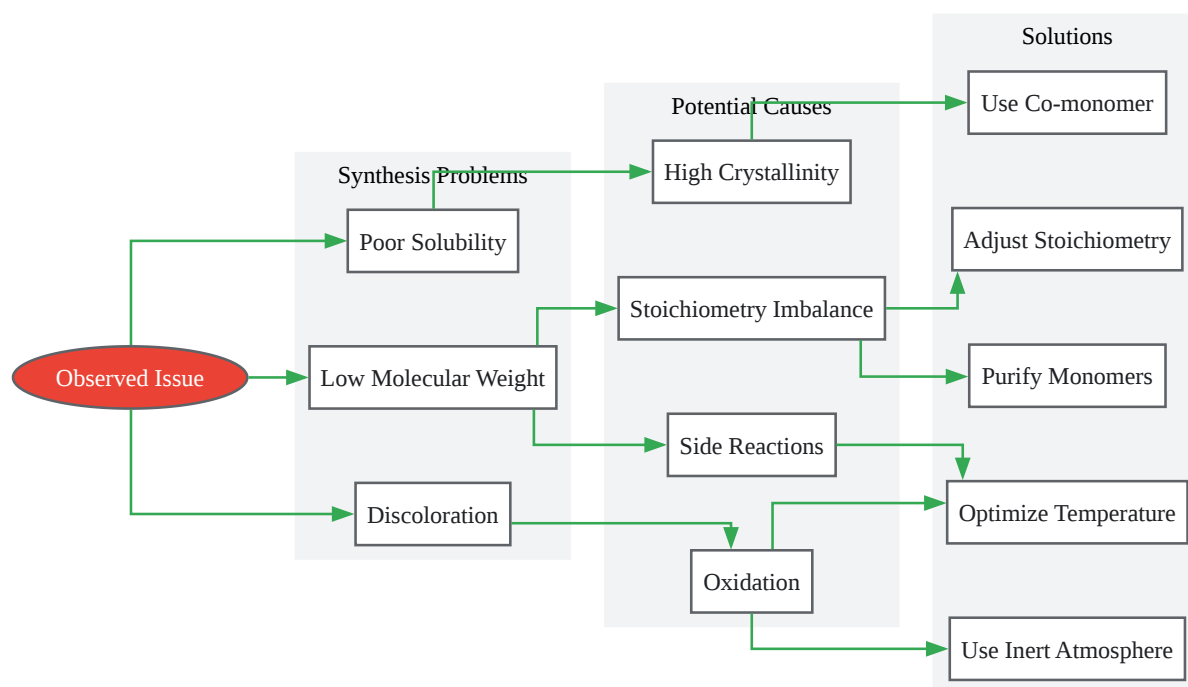 Observed Issue
Synthesis Problems
Poor Solubility
Low Molecular Weight
Discoloration
Potential Causes
High Crystallinity
Stoichiometry Imbalance
Side Reactions
Oxidation
Solutions
Use Co-monomer
Adjust Stoichiometry
Purify Monomers
Optimize Temperature
Use Inert Atmosphere